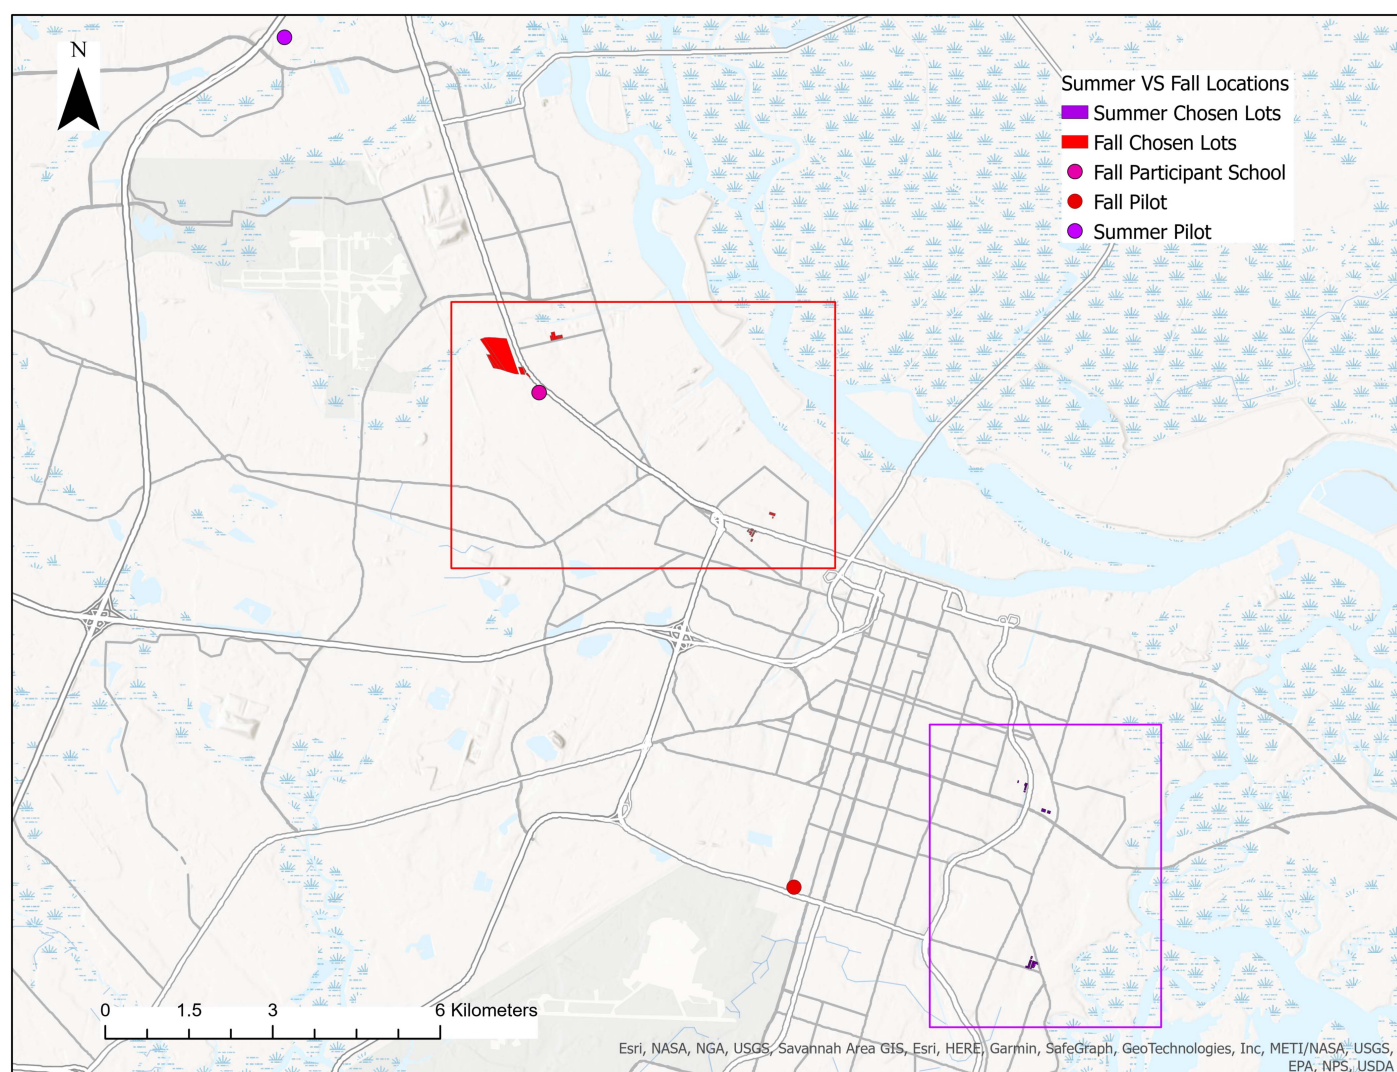 N
Summer VS Fall Locations
Summer Chosen Lots
Fall Chosen Lots
Fall Participant School
Fall Pilot
Summer Pilot
0 1.5 3 6 Kilometers
Esri, NASA, NGA, USGS, Savannah Area GIS, Esri, HERE, Garmin, SafeGraph, GeoTechnologies, Inc, METI/NASA, USGS,
EPA, NPS, USDA